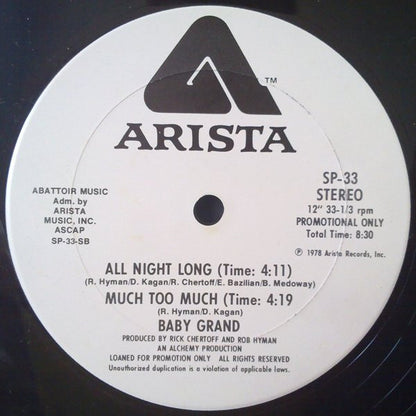 TM
ARISTA
ABATTOIR MUSIC
Adm. by
ARISTA
MUSIC, INC.
ASCAP
SP-33-SB
SP-33
STEREO
12" 33-1/3 rpm
PROMOTIONAL ONLY
Total Time: 8:30
℗ 1978 Arista Records, Inc.
ALL NIGHT LONG (Time: 4:11)
(R. Hyman/D. Kagan/R. Chertoff/E. Bazilian/B. Medoway)
MUCH TOO MUCH (Time: 4:19
(R. Hyman/D. Kagan)
BABY GRAND
PRODUCED BY RICK CHERTOFF AND ROB HYMAN
AN ALCHEMY PRODUCTION
LOANED FOR PROMOTION ONLY ALL RIGHTS RESERVED
Unauthorized duplication is a violation of applicable laws.